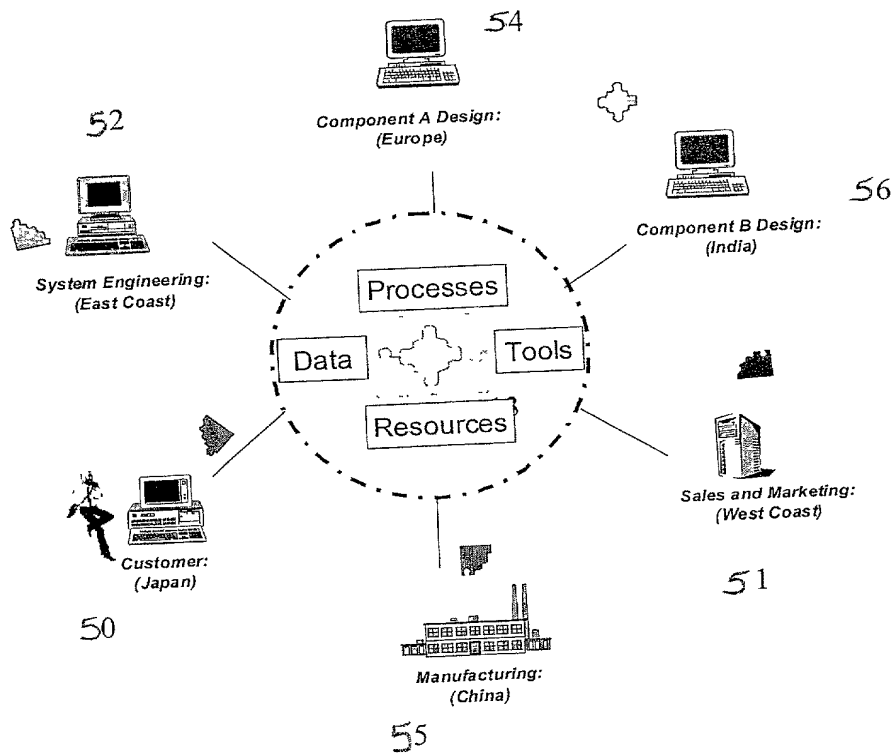 54
Component A Design:
(Europe)
52
56
Component B Design:
(India)
System Engineering:
(East Coast)
Processes
Data
Tools
Resources
Sales and Marketing:
(West Coast)
Customer:
(Japan)
51
50
Manufacturing:
(China)
55